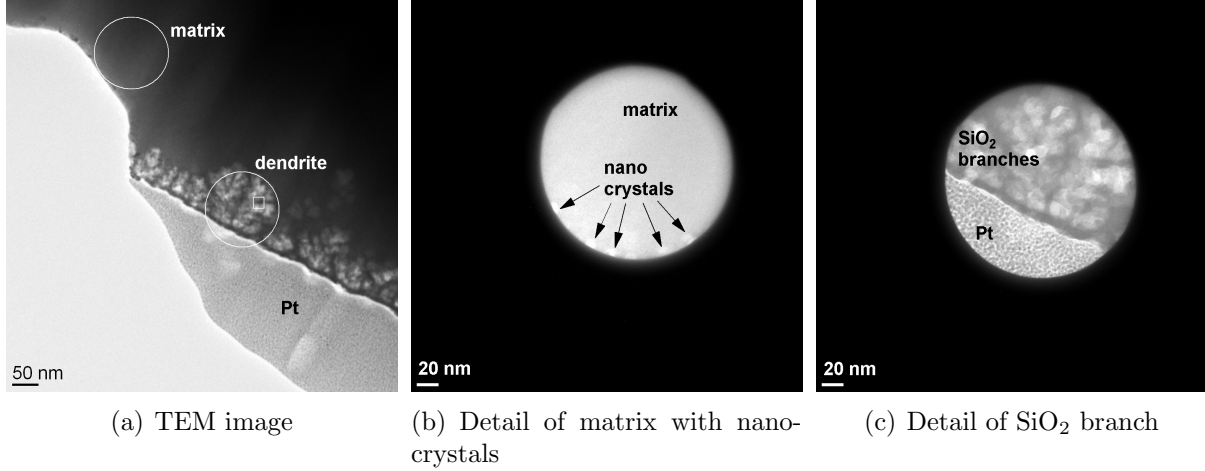 matrix
dendrite
Pt
50 nm
matrix
nano
crystals
20 nm
SiO₂
branches
Pt
20 nm
(a) TEM image
(b) Detail of matrix with nano-
crystals
(c) Detail of SiO₂ branch